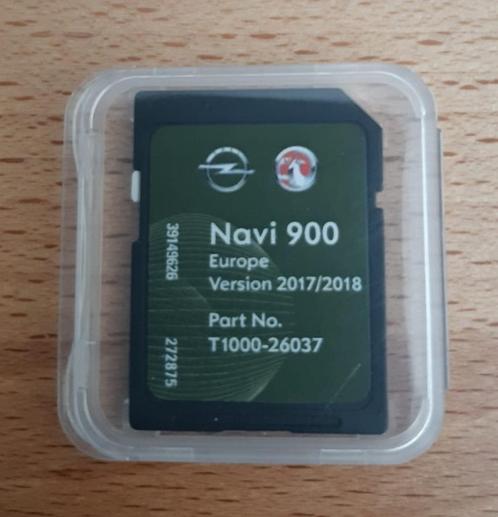 Navi 900
Europe
Version 2017/2018
Part No.
T1000-26037
39149626
272875